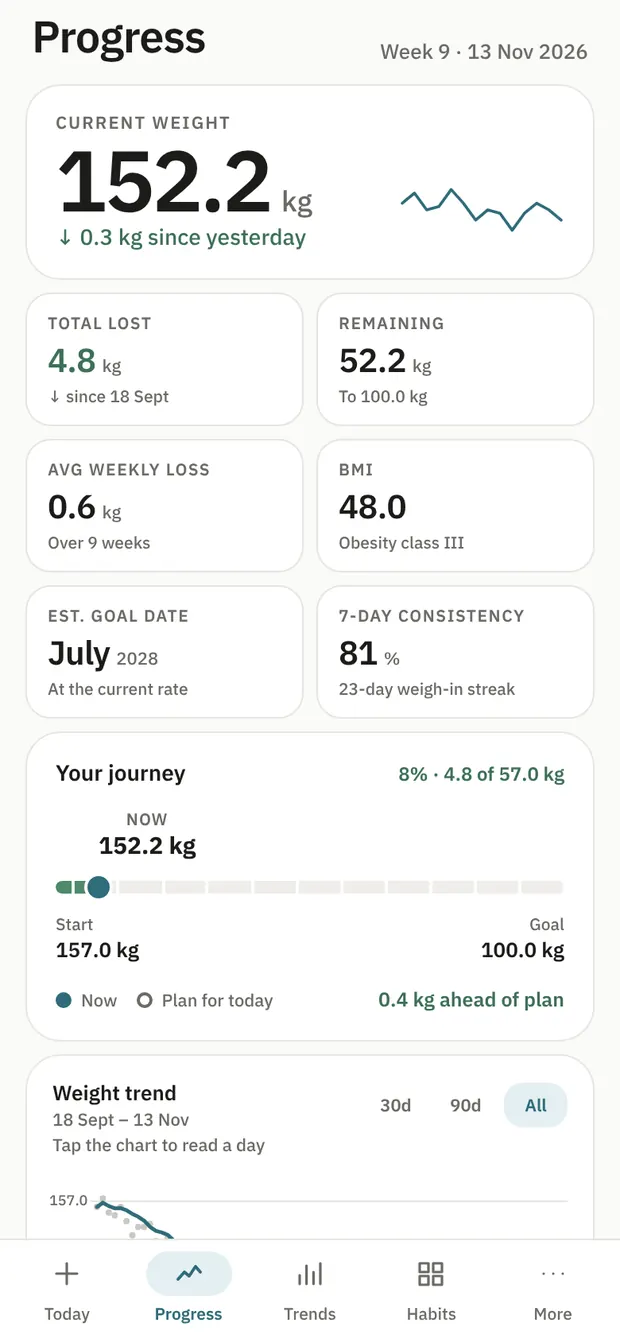 Progress
Week 9 · 13 Nov 2026
CURRENT WEIGHT
152.2 kg
↓ 0.3 kg since yesterday
TOTAL LOST
4.8 kg
↓ since 18 Sept
REMAINING
52.2 kg
To 100.0 kg
AVG WEEKLY LOSS
0.6 kg
Over 9 weeks
BMI
48.0
Obesity class III
EST. GOAL DATE
July 2028
At the current rate
7-DAY CONSISTENCY
81 %
23-day weigh-in streak
Your journey
8% · 4.8 of 57.0 kg
NOW
152.2 kg
Start
157.0 kg
Goal
100.0 kg
Now
Plan for today
0.4 kg ahead of plan
Weight trend
18 Sept – 13 Nov
Tap the chart to read a day
30d
90d
All
157.0
Today
Progress
Trends
Habits
More